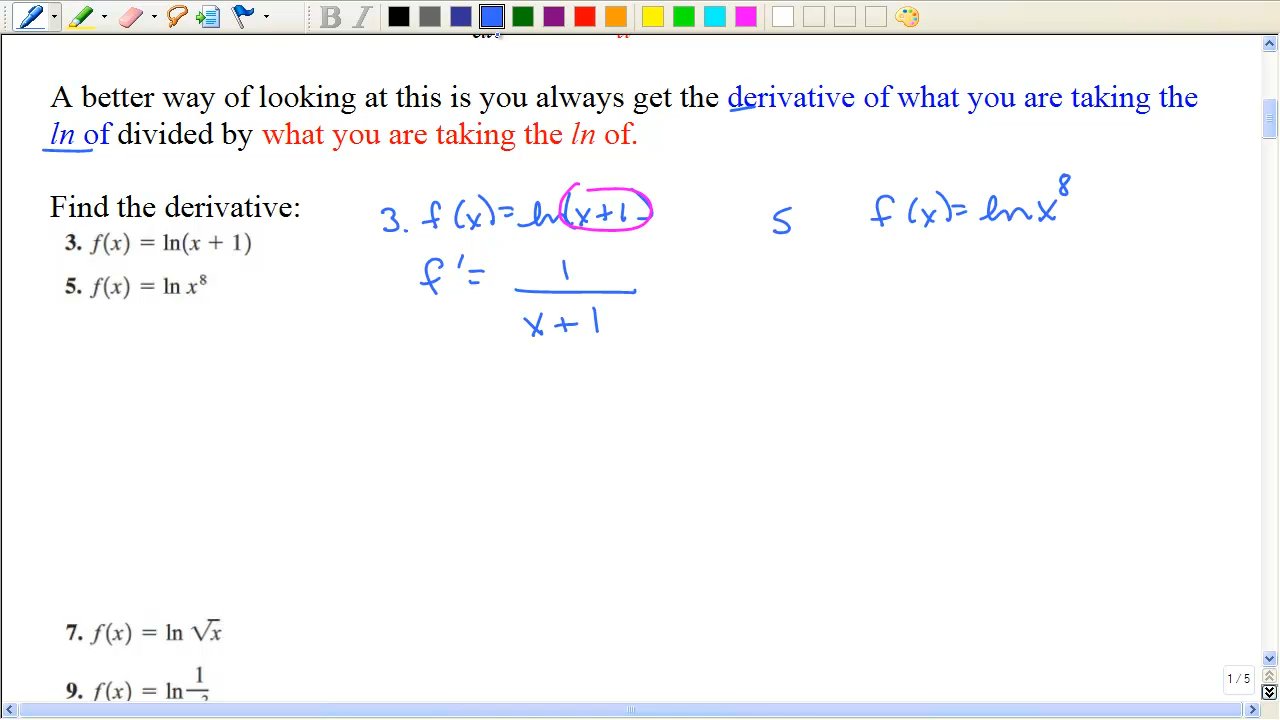 B I
A better way of looking at this is you always get the derivative of what you are taking the
ln of divided by what you are taking the ln of.
Find the derivative:
3. f(x) = ln(x + 1)
5. f(x) = ln x⁸
3. f(x)= ln(x+1)
f'= 1
x+1
5 f(x)= ln x⁸
7. f(x) = ln √x
9. f(x) = ln 1
1 / 5